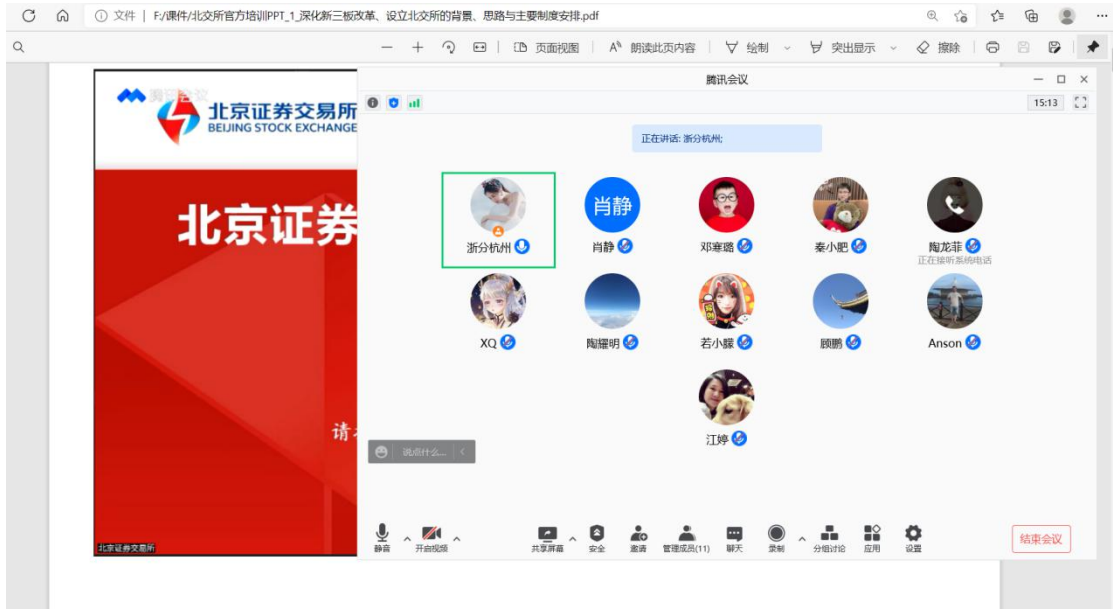 文件 | F:/课件/北交所官方培训PPT_1_深化新三板改革、设立北交所的背景、思路与主要制度安排.pdf
页面视图 朗读此页内容 绘制 突出显示 擦除
腾讯会议
北京证券交易所
BEIJING STOCK EXCHANGE
15:13
正在讲话: 浙分杭州;
北京证券
肖静
浙分杭州 肖静 邓寒璐 秦小肥 陶龙菲
正在接听系统电话
XQ 陶耀明 若小朦 顾鹏 Anson
江婷
请
说点什么...
静音 开启视频 共享屏幕 安全 邀请 管理成员(11) 聊天 录制 分组讨论 应用 设置 结束会议
北京证券交易所